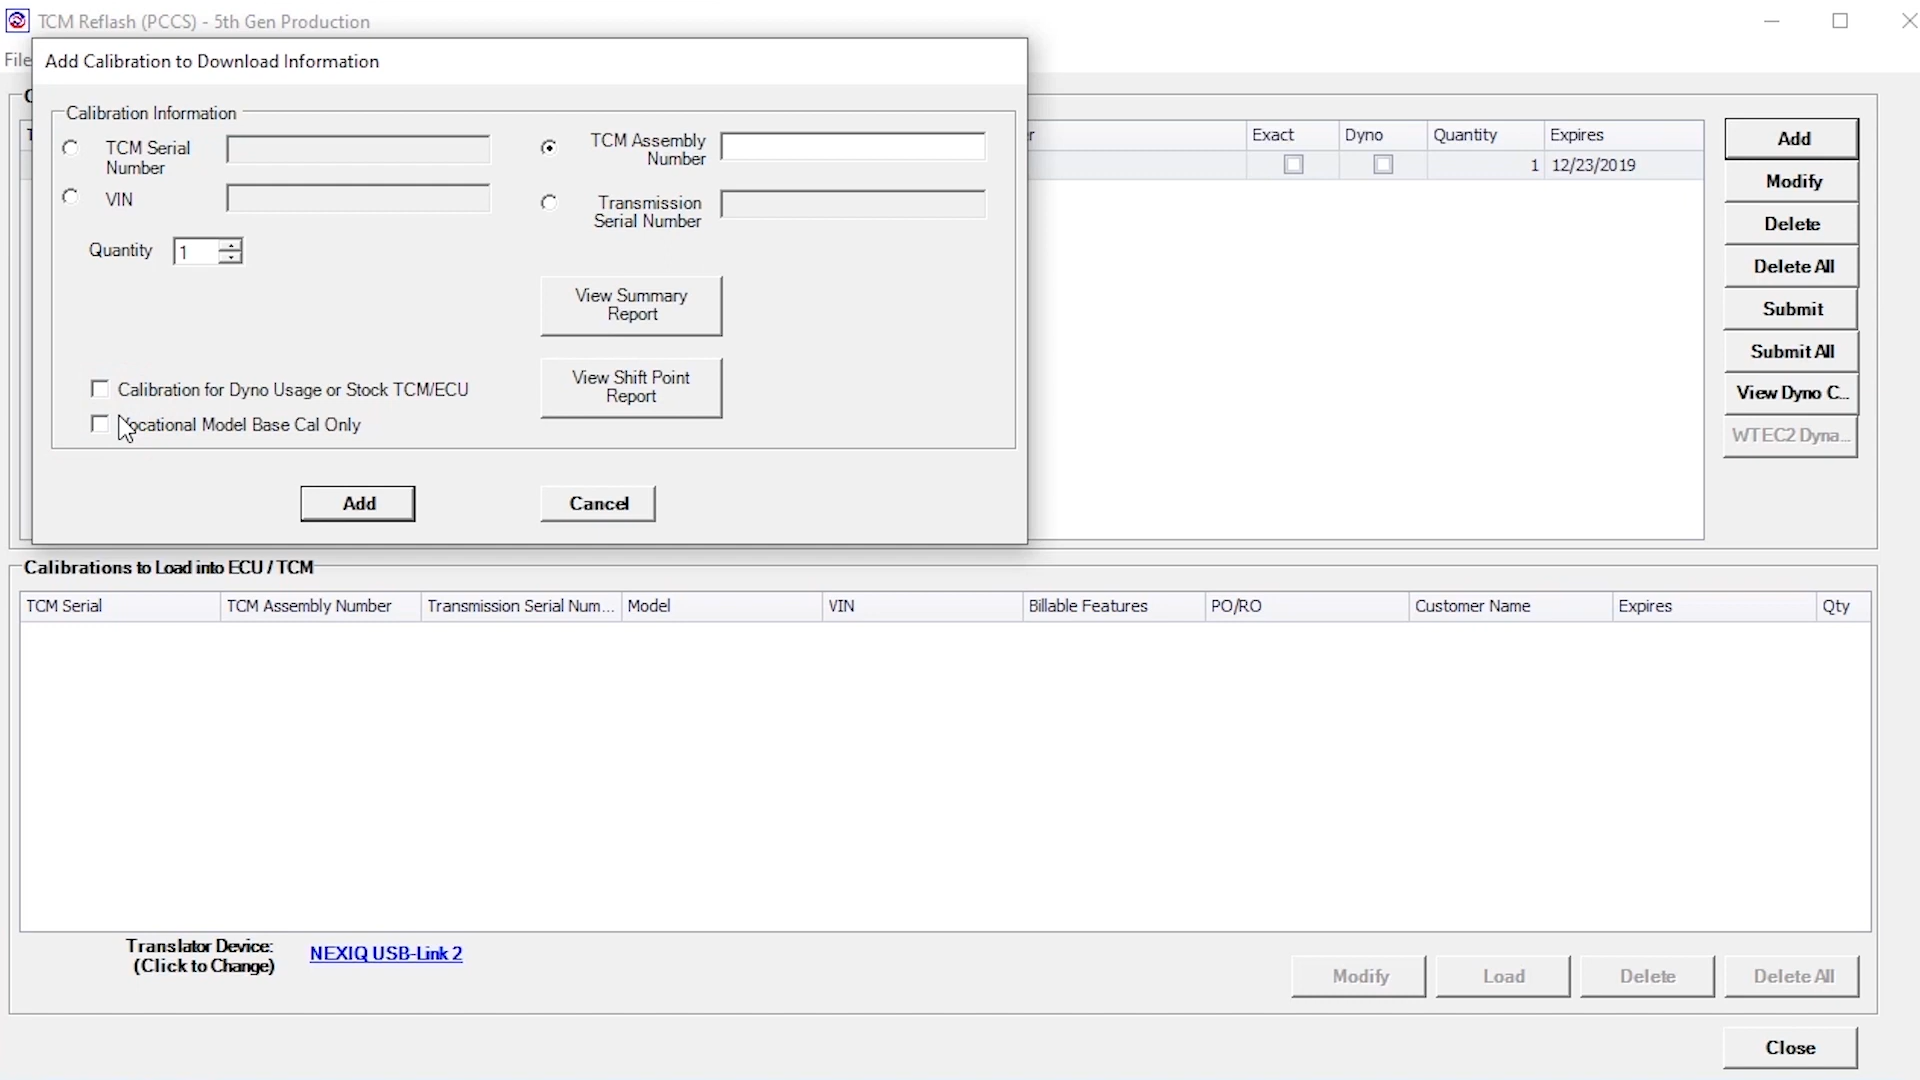 TCM Reflash (PCCS) - 5th Gen Production
File
Add Calibration to Download Information
Calibration Information
TCM Serial
Number
VIN
Quantity
1
TCM Assembly
Number
Transmission
Serial Number
View Summary
Report
View Shift Point
Report
Calibration for Dyno Usage or Stock TCM/ECU
Vocational Model Base Cal Only
Add
Cancel
Exact
Dyno
Quantity
Expires
1
12/23/2019
Add
Modify
Delete
Delete All
Submit
Submit All
View Dyno C...
WTEC2 Dyna...
Calibrations to Load into ECU / TCM
TCM Serial
TCM Assembly Number
Transmission Serial Num...
Model
VIN
Billable Features
PO/RO
Customer Name
Expires
Qty
Translator Device:
(Click to Change)
NEXIQ USB-Link 2
Modify
Load
Delete
Delete All
Close